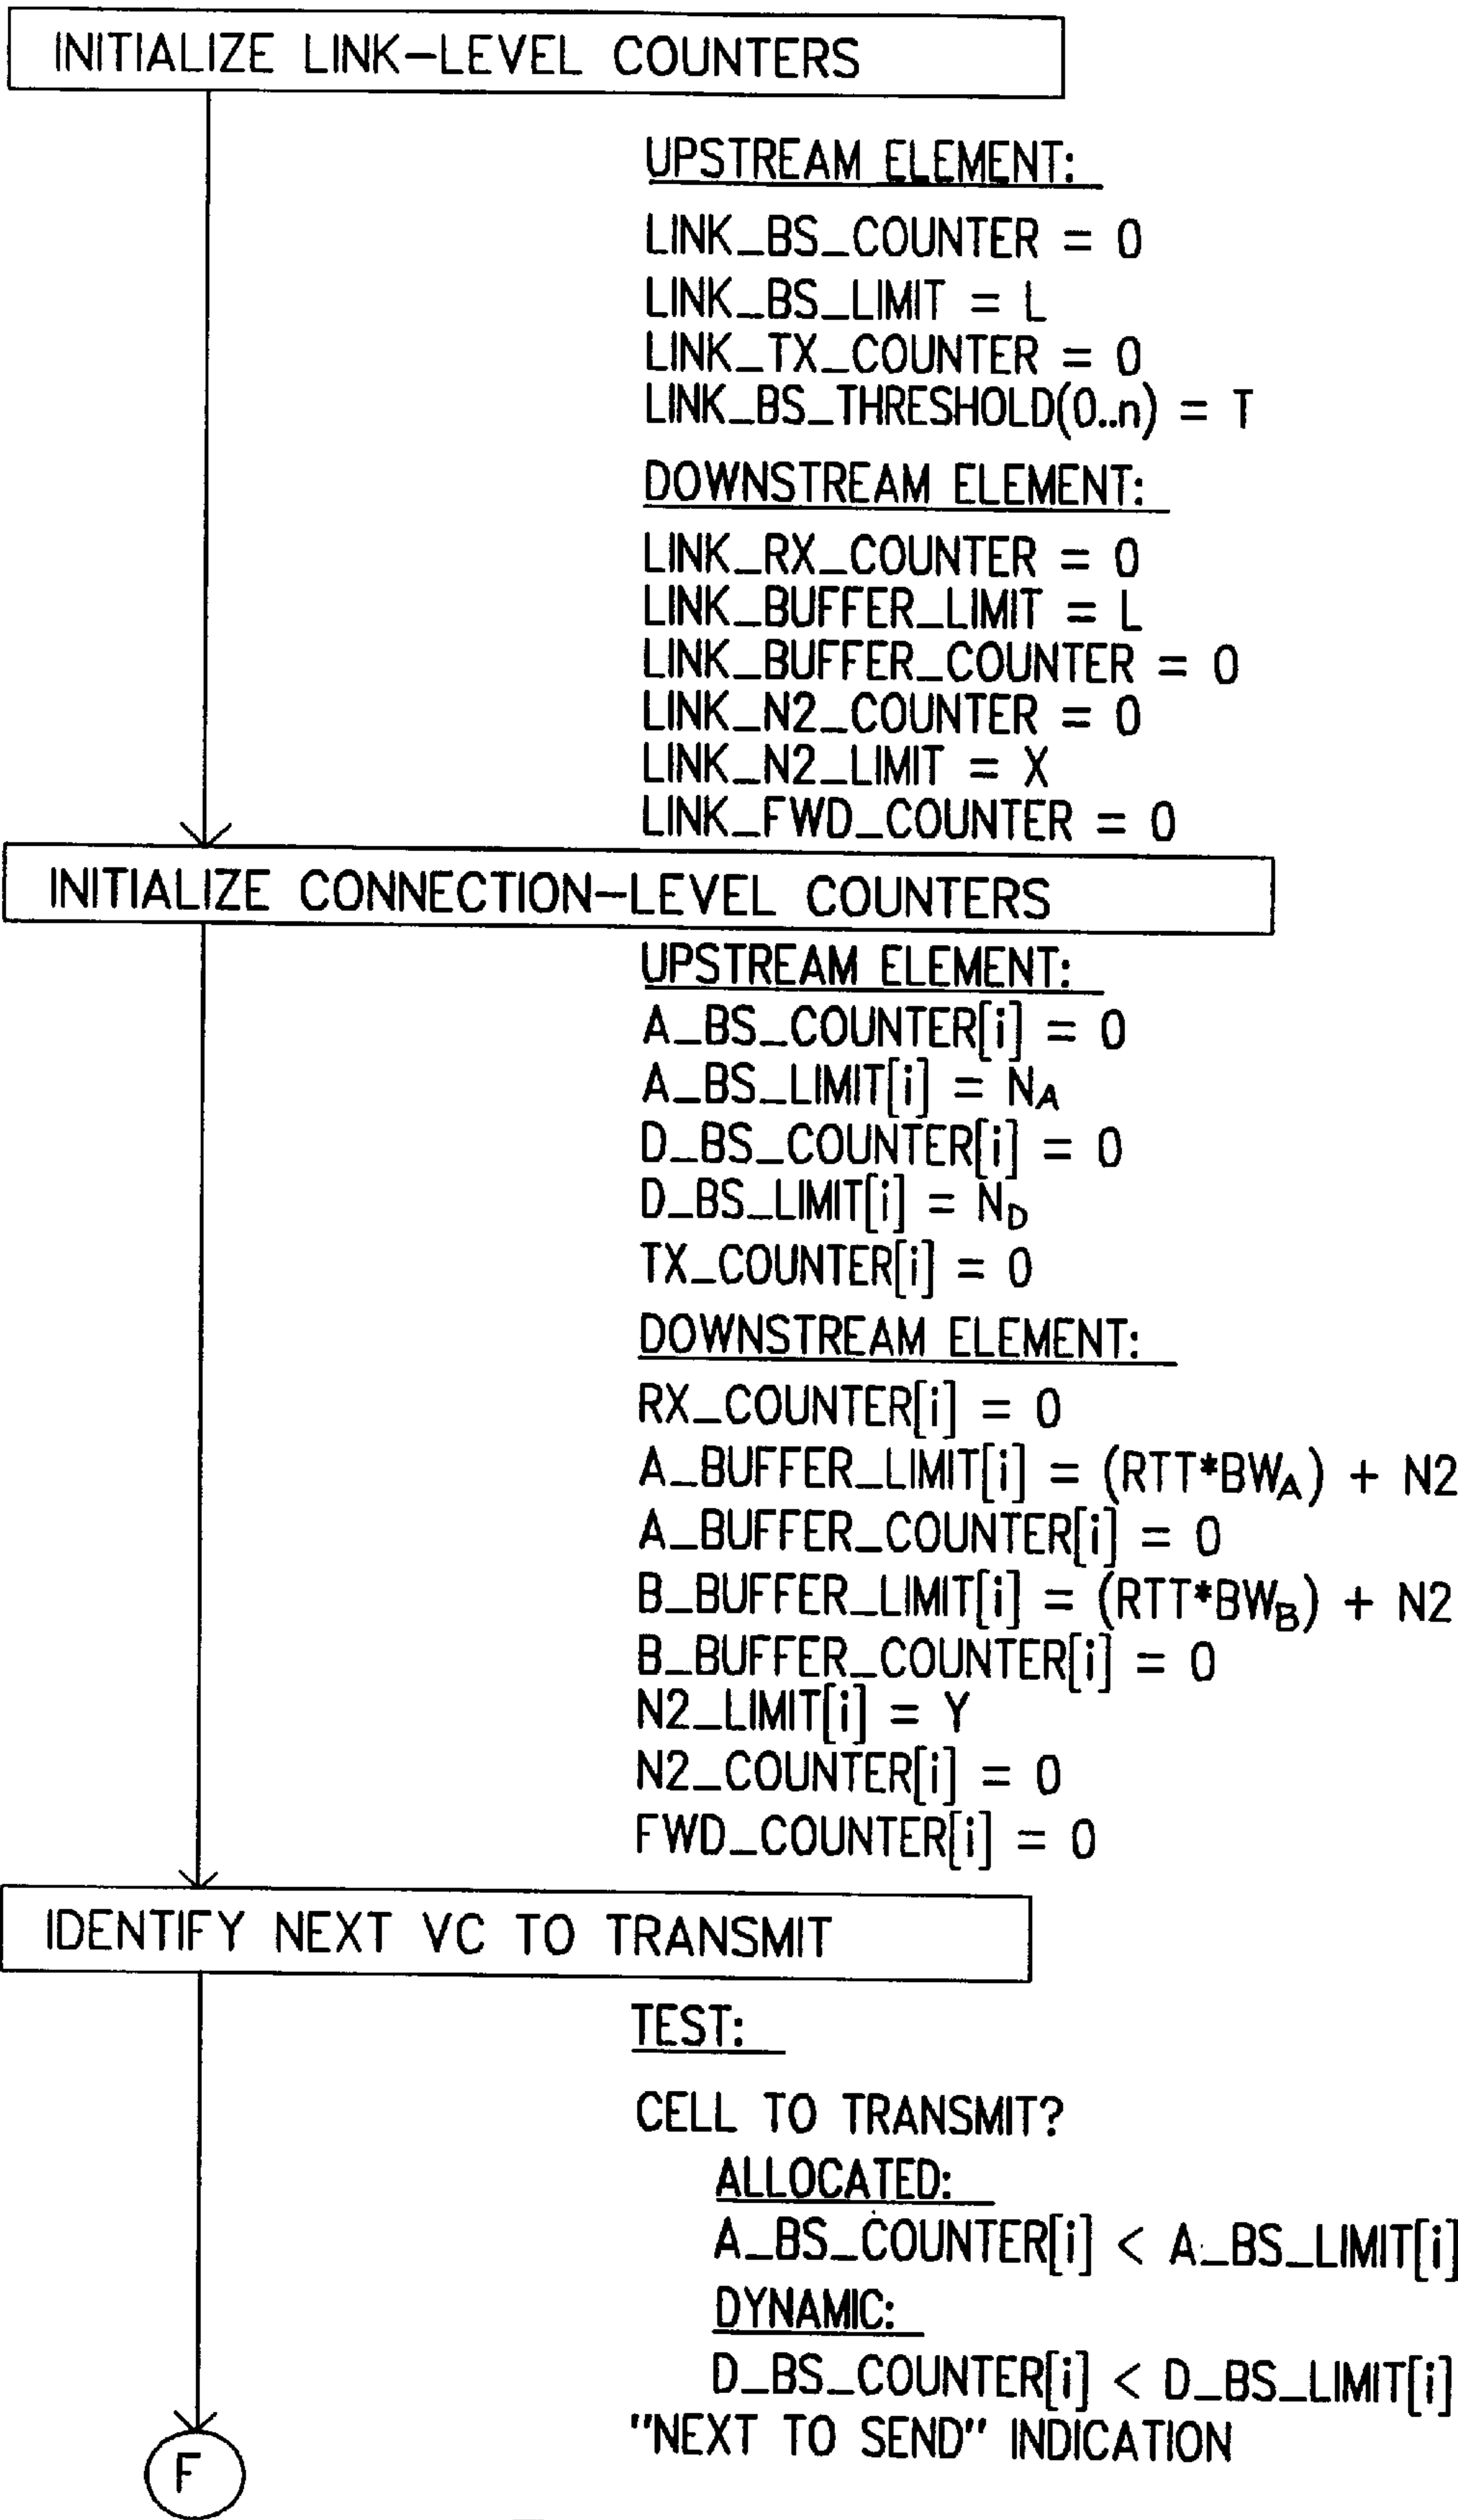 INITIALIZE LINK-LEVEL COUNTERS
UPSTREAM ELEMENT:
LINK_BS_COUNTER = 0
LINK_BS_LIMIT = L
LINK_TX_COUNTER = 0
LINK_BS_THRESHOLD(0..n) = T
DOWNSTREAM ELEMENT:
LINK_RX_COUNTER = 0
LINK_BUFFER_LIMIT = L
LINK_BUFFER_COUNTER = 0
LINK_N2_COUNTER = 0
LINK_N2_LIMIT = X
LINK_FWD_COUNTER = 0
INITIALIZE CONNECTION-LEVEL COUNTERS
UPSTREAM ELEMENT:
A_BS_COUNTER[i] = 0
A_BS_LIMIT[i] = NA
D_BS_COUNTER[i] = 0
D_BS_LIMIT[i] = ND
TX_COUNTER[i] = 0
DOWNSTREAM ELEMENT:
RX_COUNTER[i] = 0
A_BUFFER_LIMIT[i] = (RTT*BWA) + N2
A_BUFFER_COUNTER[i] = 0
B_BUFFER_LIMIT[i] = (RTT*BWB) + N2
B_BUFFER_COUNTER[i] = 0
N2_LIMIT[i] = Y
N2_COUNTER[i] = 0
FWD_COUNTER[i] = 0
IDENTIFY NEXT VC TO TRANSMIT
TEST:
CELL TO TRANSMIT?
ALLOCATED:
A_BS_COUNTER[i] < A_BS_LIMIT[i]
DYNAMIC:
D_BS_COUNTER[i] < D_BS_LIMIT[i]
"NEXT TO SEND" INDICATION
F